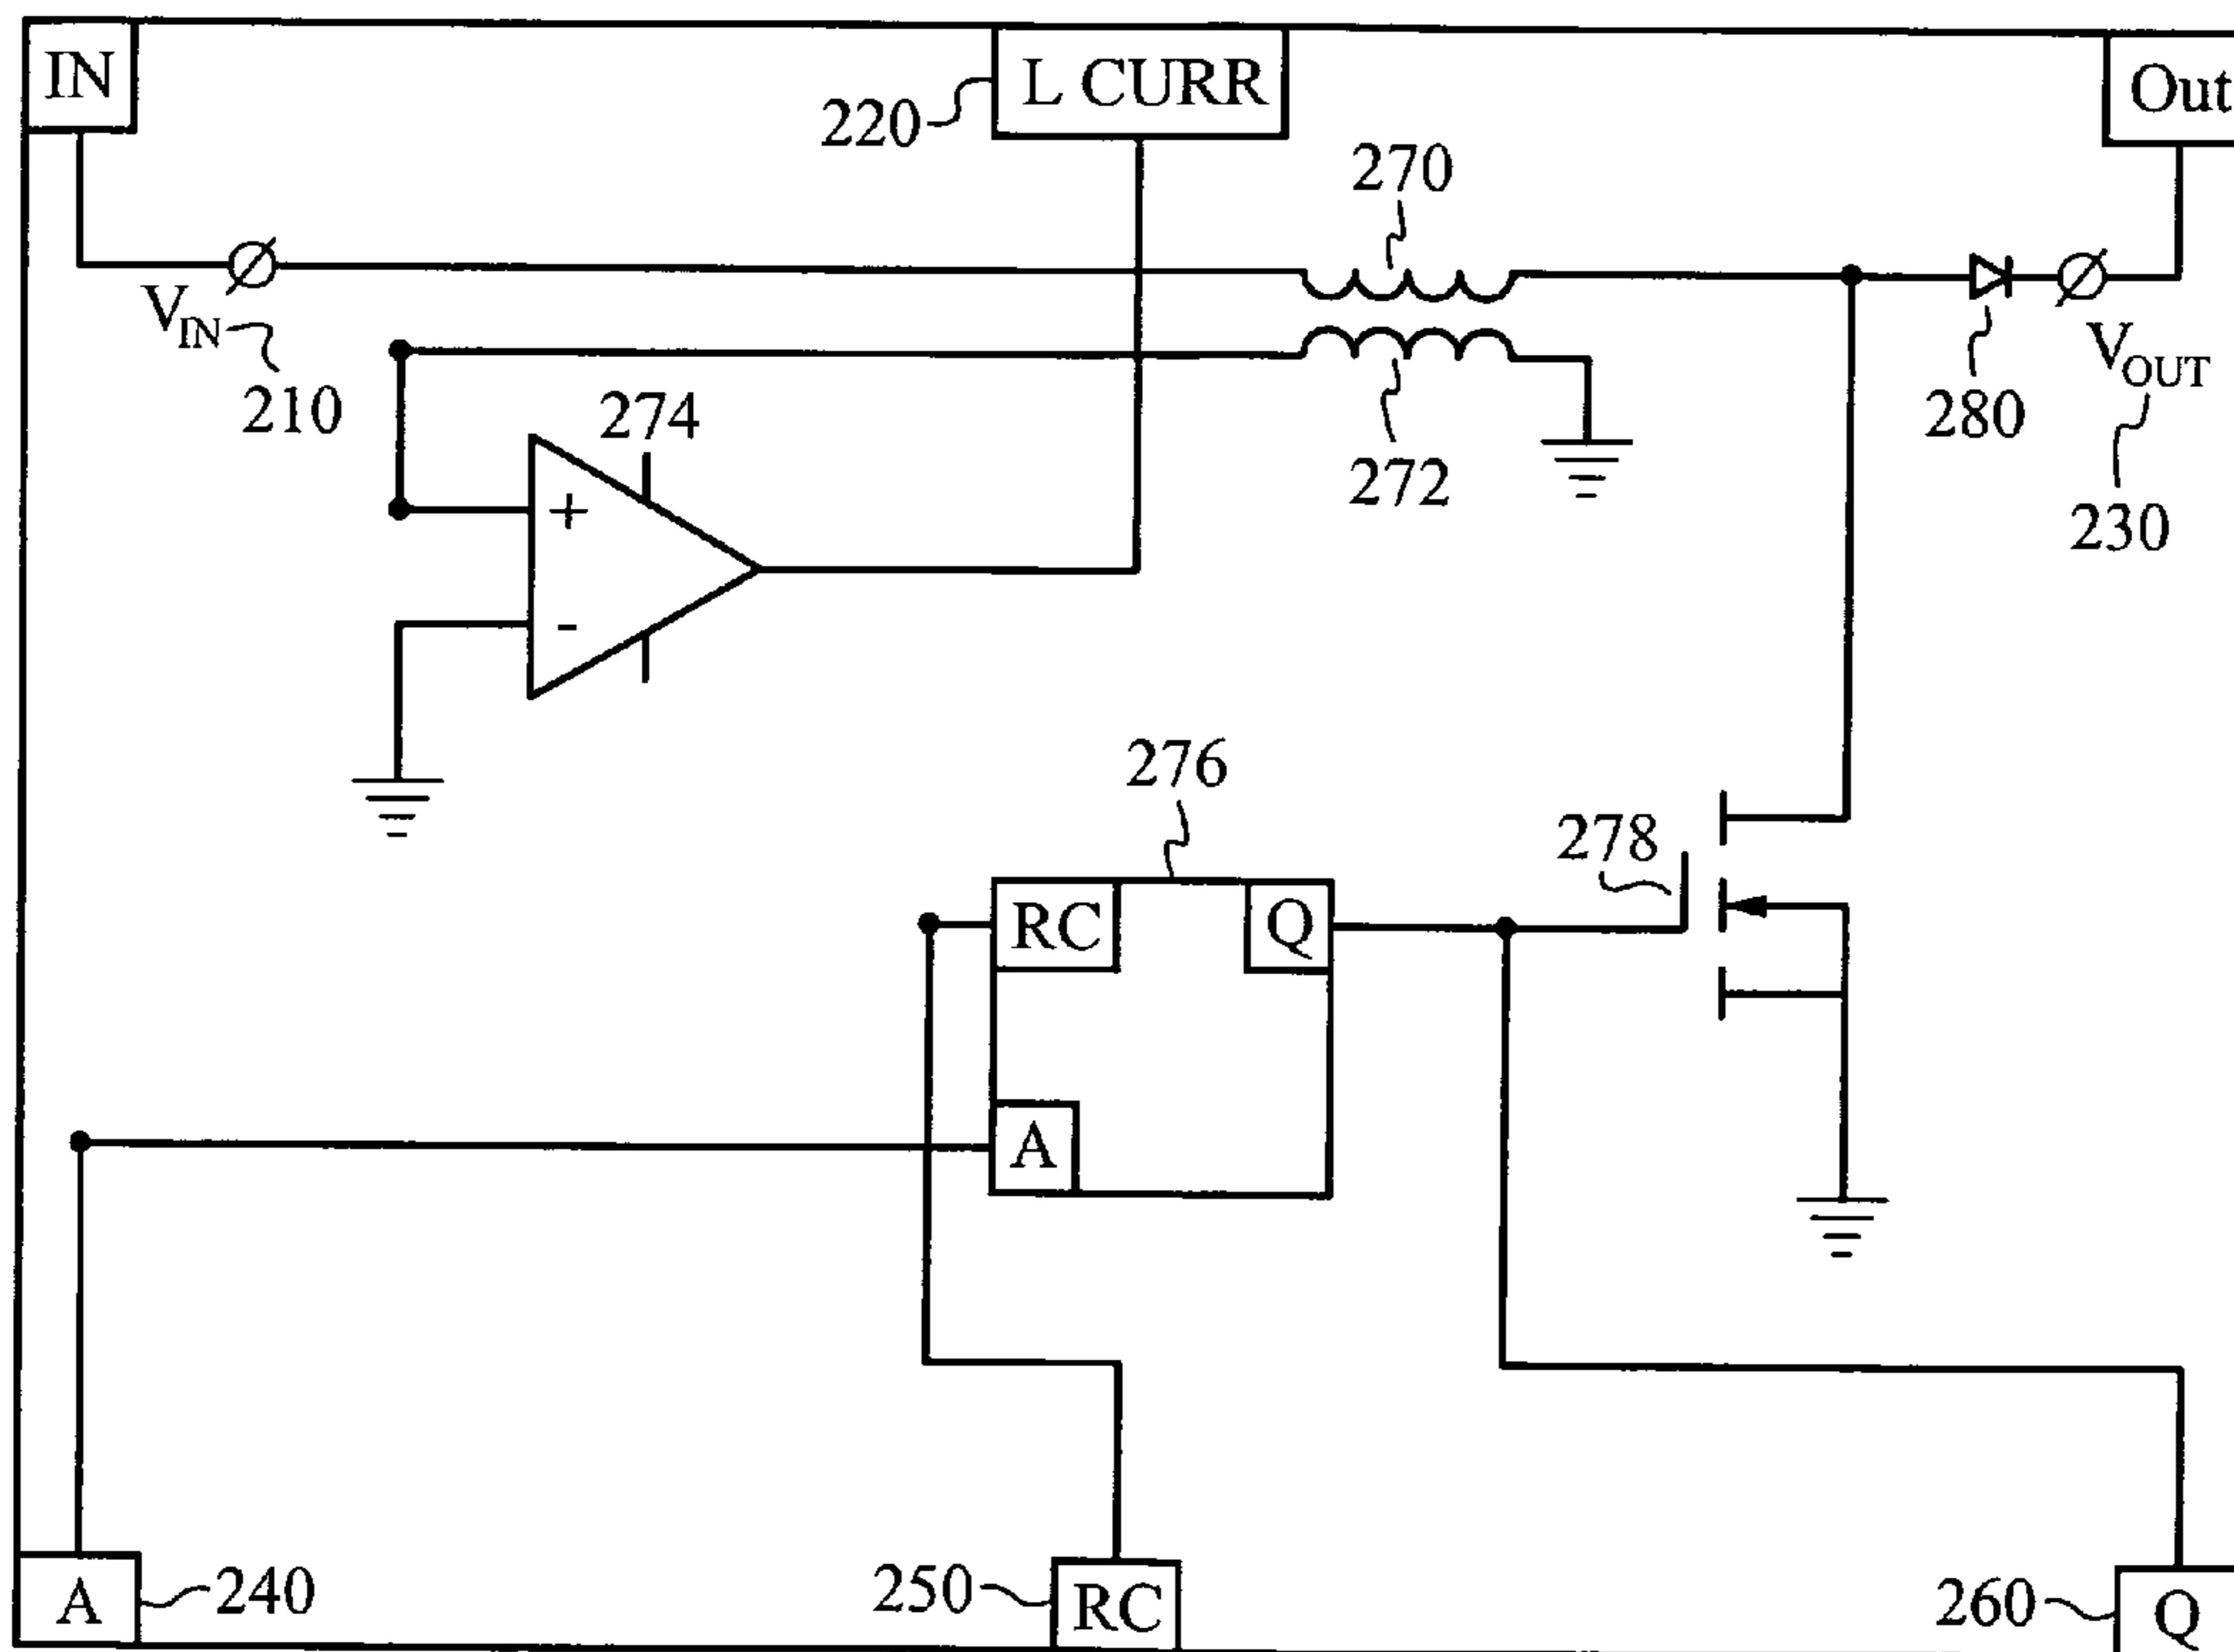 IN
L CURR
Out
220
270
V_IN
210
274
272
280
V_OUT
230
+
-
276
278
RC
Q
A
A
240
250
RC
260
Q